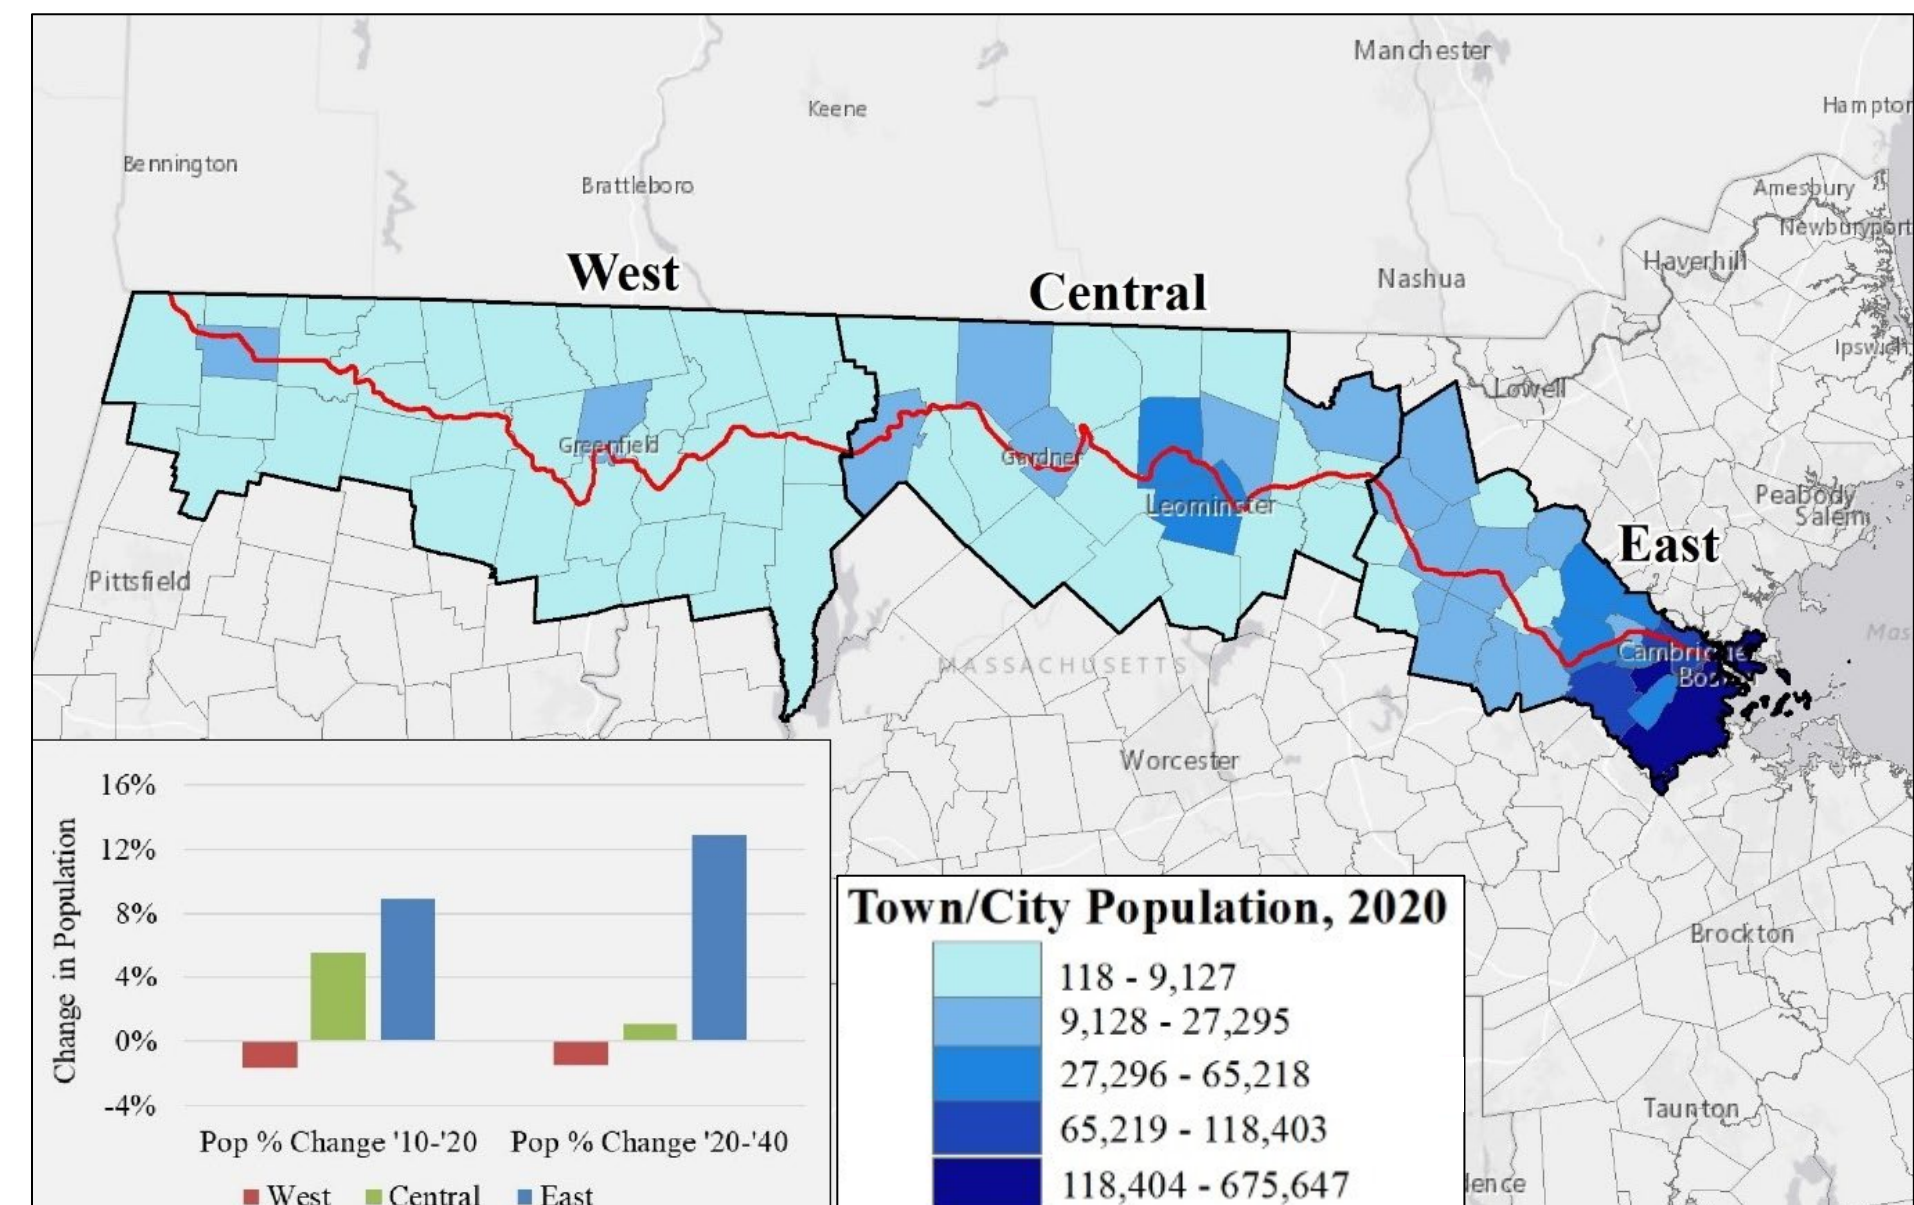 Manchester
Keene
Hampton
Bennington
Brattleboro
Amesbury
Newburyport
West
Haverhill
Central
Nashua
Ipswich
Lowell
Greenfield
Gardner
Peabody
Leominster
Salem
East
Pittsfield
Mas
Cambridge
MASSACHUSETTS
Worcester
16%
12%
8%
4%
0%
-4%
Change in Population
Pop % Change '10-'20
Pop % Change '20-'40
West Central East
Town/City Population, 2020
118 - 9,127
9,128 - 27,295
27,296 - 65,218
65,219 - 118,403
118,404 - 675,647
Brockton
Taunton
dence